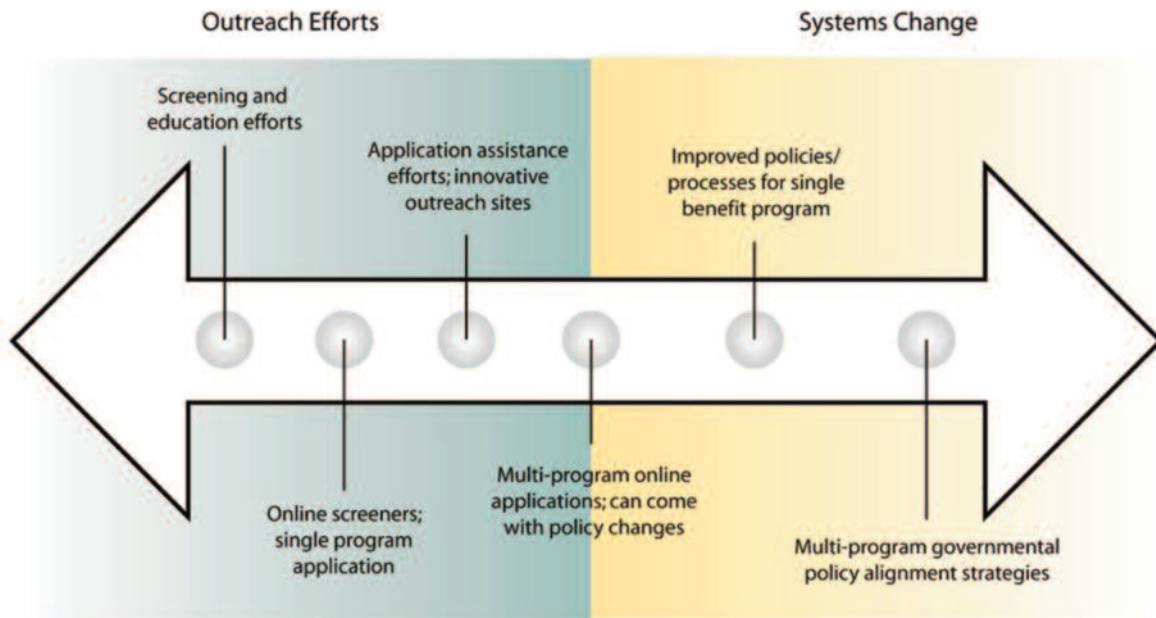 Outreach Efforts
Systems Change
Screening and
education efforts
Application assistance
efforts; innovative
outreach sites
Improved policies/
processes for single
benefit program
Online screeners;
single program
application
Multi-program online
applications; can come
with policy changes
Multi-program governmental
policy alignment strategies